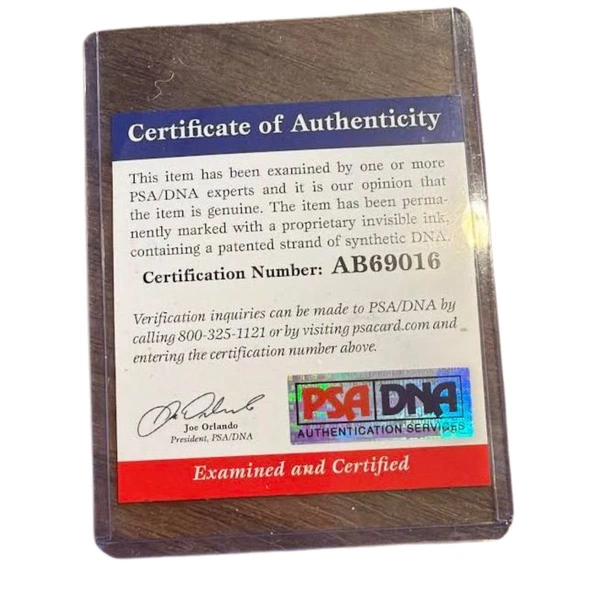 Certificate of Authenticity
This item has been examined by one or more
PSA/DNA experts and it is our opinion that
the item is genuine. The item has been perma-
nently marked with a proprietary invisible ink,
containing a patented strand of synthetic DNA.
Certification Number: AB69016
Verification inquiries can be made to PSA/DNA by
calling 800-325-1121 or by visiting psacard.com and
entering the certification number above.
Joe Orlando
Joe Orlando
President, PSA/DNA
PSA DNA
AUTHENTICATION SERVICES
Examined and Certified